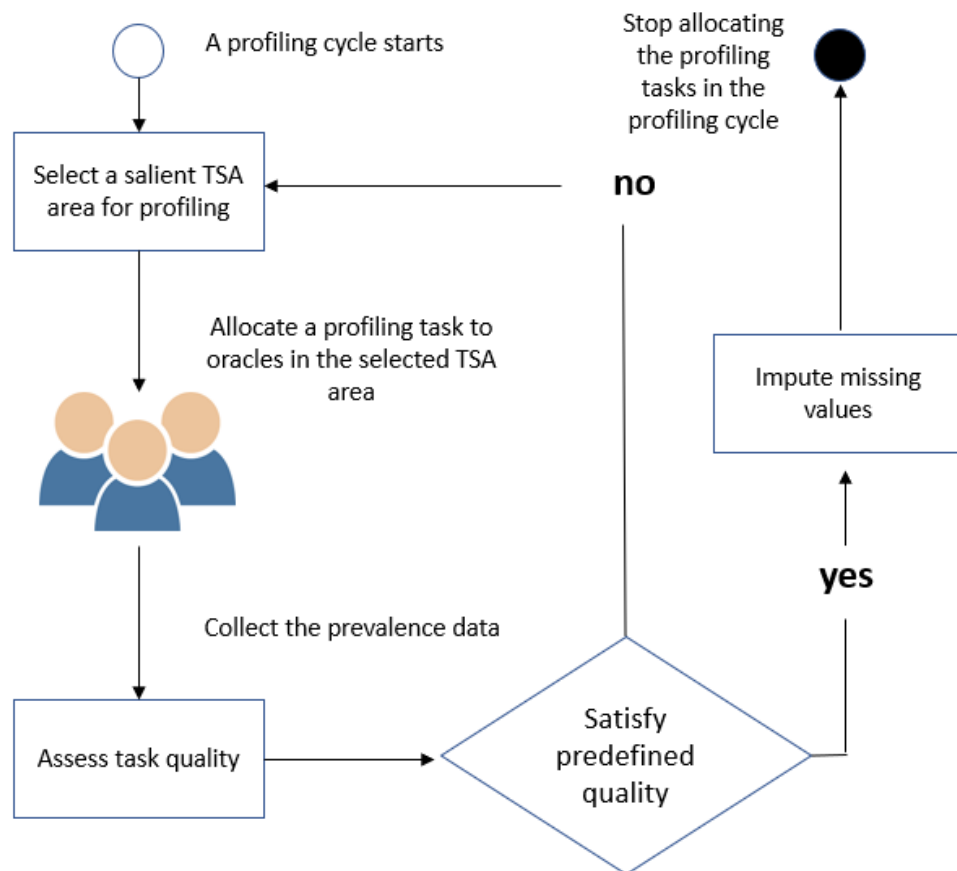 A profiling cycle starts
Stop allocating
the profiling
tasks in the
profiling cycle
Select a salient TSA
area for profiling
no
Allocate a profiling task to
oracles in the selected TSA
area
Impute missing
values
yes
Collect the prevalence data
Assess task quality
Satisfy
predefined
quality